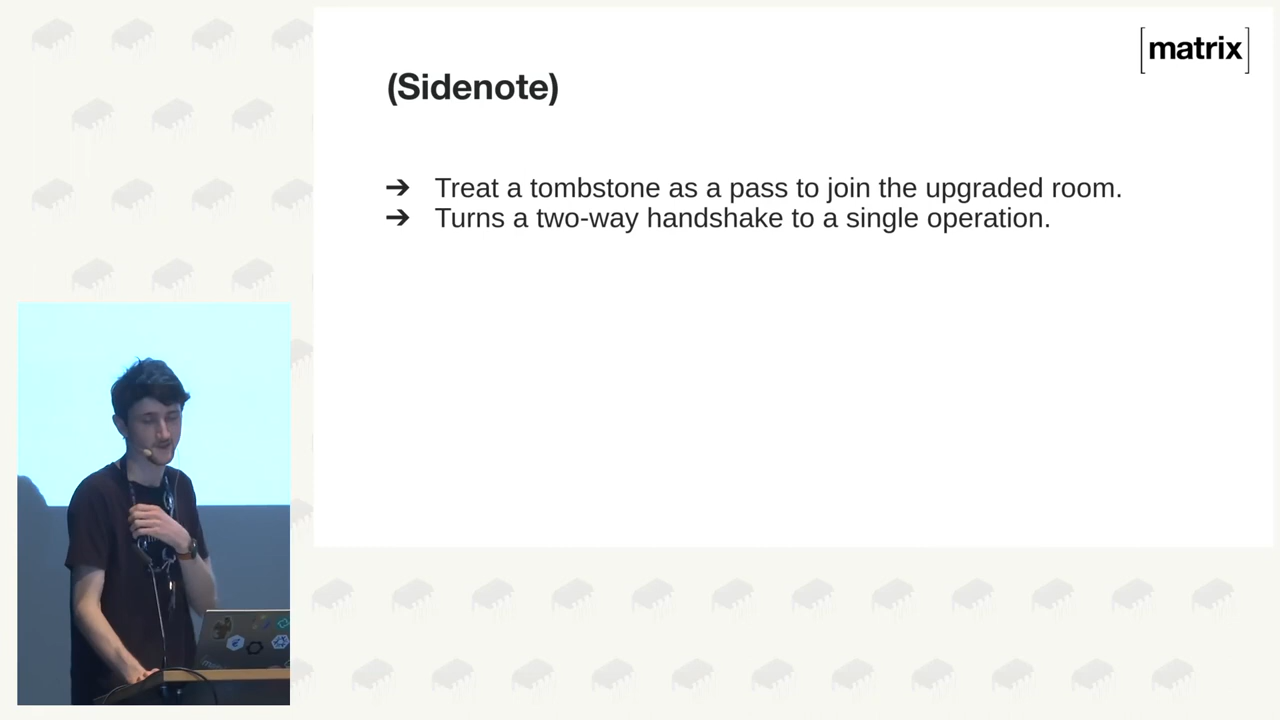 [matrix]
(Sidenote)
➔ Treat a tombstone as a pass to join the upgraded room.
➔ Turns a two-way handshake to a single operation.